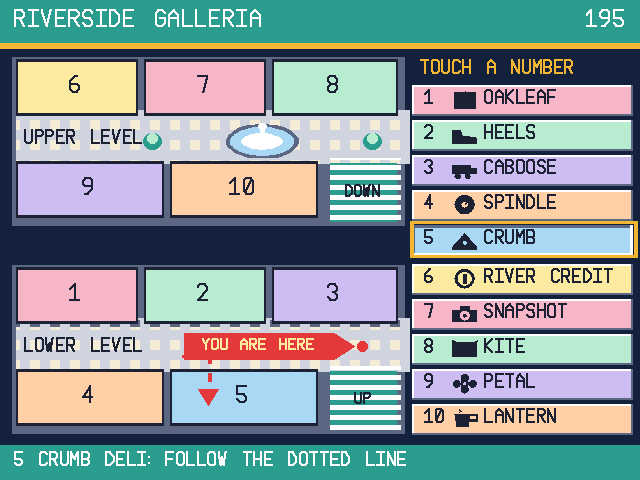 RIVERSIDE GALLERIA 195
6 7 8
UPPER LEVEL
9 10 DOWN
1 2 3
LOWER LEVEL YOU ARE HERE
4 5 UP
TOUCH A NUMBER
1 OAKLEAF
2 HEELS
3 CABOOSE
4 SPINDLE
5 CRUMB
6 RIVER CREDIT
7 SNAPSHOT
8 KITE
9 PETAL
10 LANTERN
5 CRUMB DELI: FOLLOW THE DOTTED LINE